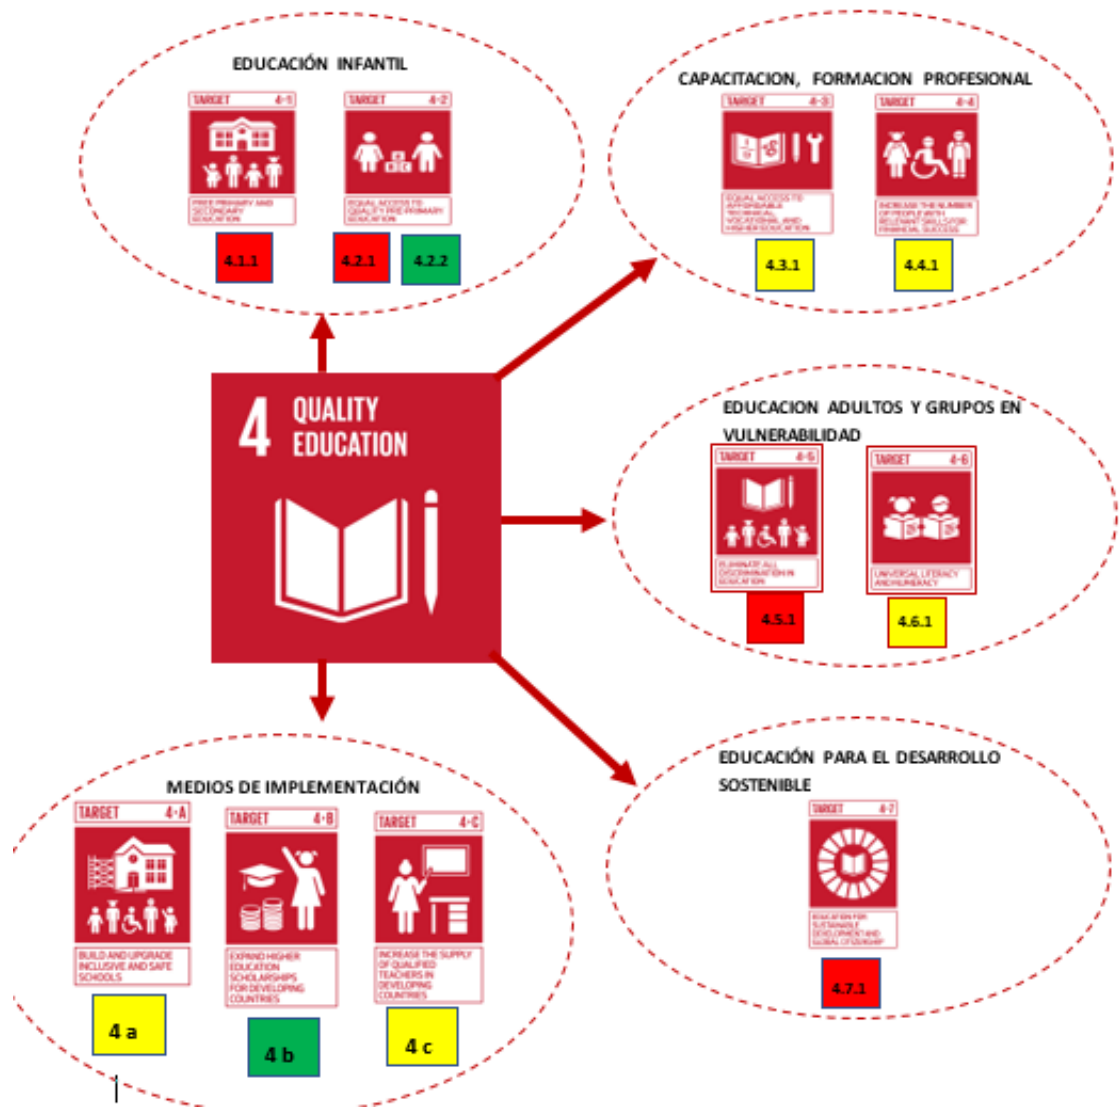 EDUCACIÓN INFANTIL
TARGET 4·1
FREE PRIMARY AND
SECONDARY
EDUCATION
TARGET 4·2
EQUAL ACCESS TO
QUALITY PRE-PRIMARY
EDUCATION
4.1.1
4.2.1
4.2.2
CAPACITACION, FORMACION PROFESIONAL
TARGET 4·3
EQUAL ACCESS TO
AFFORDABLE
TECHNICAL,
VOCATIONAL AND
HIGHER EDUCATION
TARGET 4·4
INCREASE THE NUMBER
OF PEOPLE WITH
RELEVANT SKILLS FOR
FINANCIAL SUCCESS
4.3.1
4.4.1
4 QUALITY
EDUCATION
EDUCACION ADULTOS Y GRUPOS EN
VULNERABILIDAD
TARGET 4·5
ELIMINATE ALL
DISCRIMINATION IN
EDUCATION
TARGET 4·6
UNIVERSAL LITERACY
AND NUMERACY
4.5.1
4.6.1
EDUCACIÓN PARA EL DESARROLLO
SOSTENIBLE
TARGET 4·7
EDUCATION FOR
SUSTAINABLE
DEVELOPMENT AND
GLOBAL CITIZENSHIP
4.7.1
MEDIOS DE IMPLEMENTACIÓN
TARGET 4·A
BUILD AND UPGRADE
INCLUSIVE AND SAFE
SCHOOLS
TARGET 4·B
EXPAND HIGHER
EDUCATION
SCHOLARSHIPS
FOR DEVELOPING
COUNTRIES
TARGET 4·C
INCREASE THE SUPPLY
OF QUALIFIED
TEACHERS IN
DEVELOPING
COUNTRIES
4 a
4 b
4 c